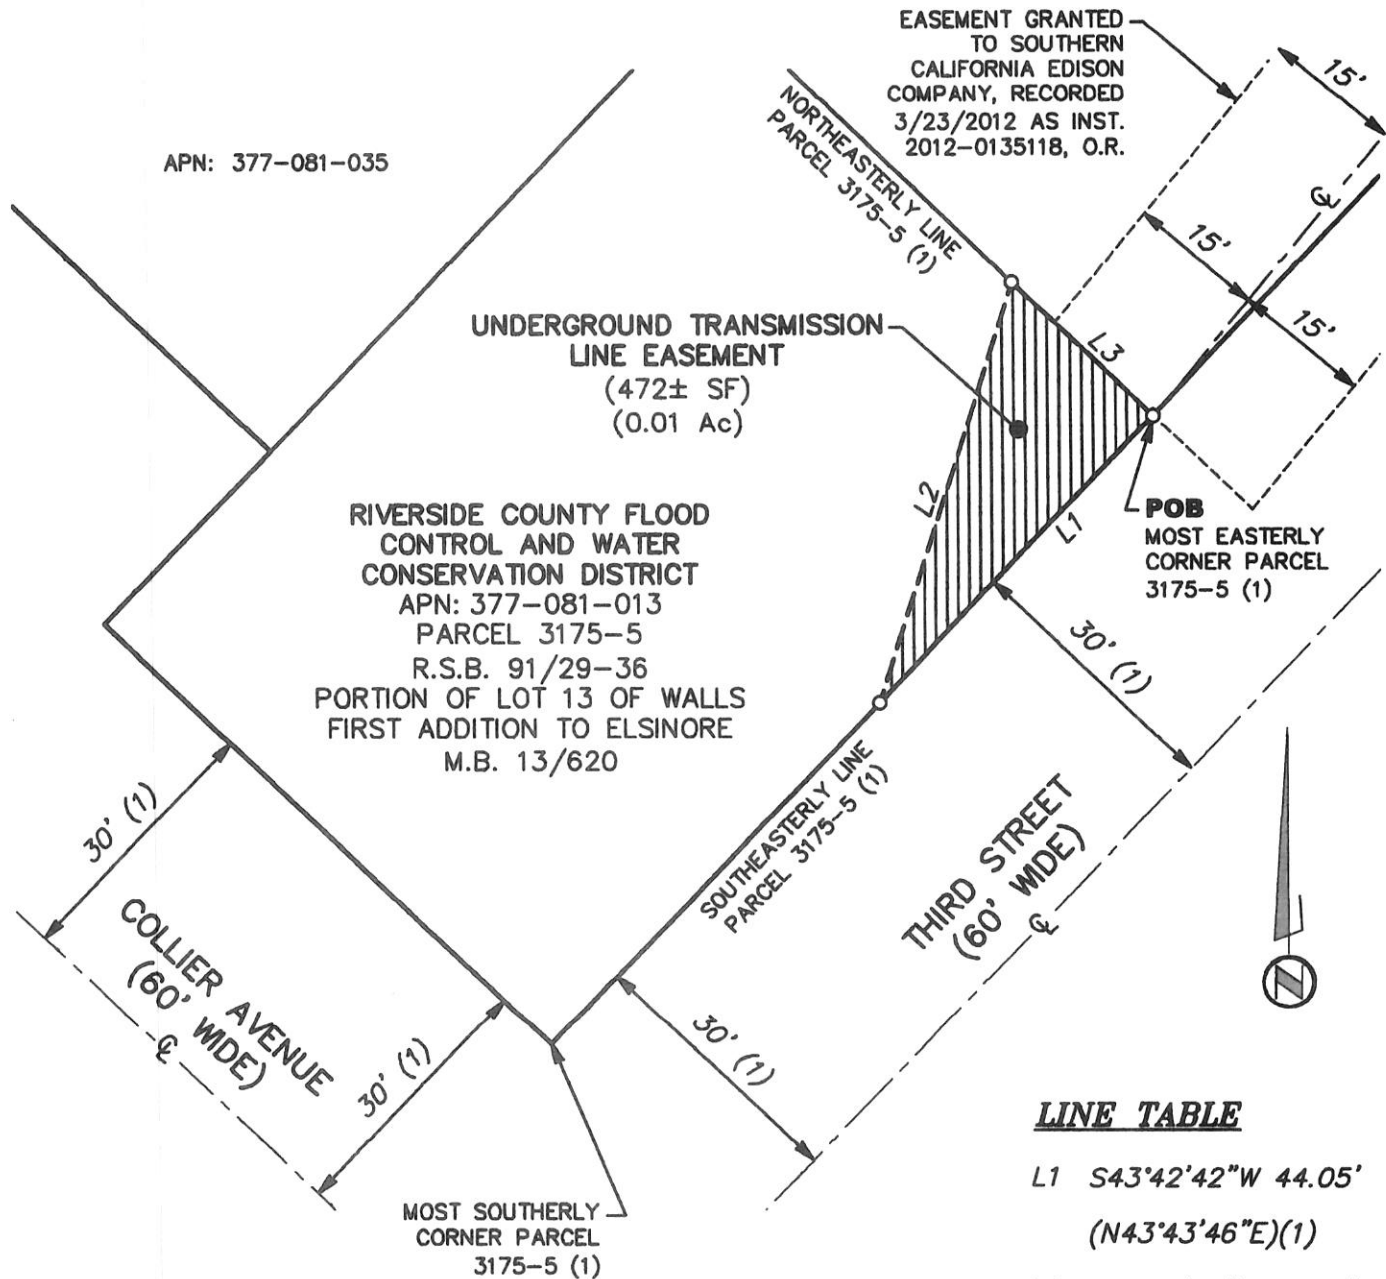 EASEMENT GRANTED
TO SOUTHERN
CALIFORNIA EDISON
COMPANY, RECORDED
3/23/2012 AS INST.
2012-0135118, O.R.
15'
APN: 377-081-035
NORTHEASTERLY LINE
PARCEL 3175-5 (1)
℄
15'
15'
UNDERGROUND TRANSMISSION
LINE EASEMENT
(472± SF)
(0.01 Ac)
L3
L2
L1
POB
MOST EASTERLY
CORNER PARCEL
3175-5 (1)
RIVERSIDE COUNTY FLOOD
CONTROL AND WATER
CONSERVATION DISTRICT
APN: 377-081-013
PARCEL 3175-5
R.S.B. 91/29-36
PORTION OF LOT 13 OF WALLS
FIRST ADDITION TO ELSINORE
M.B. 13/620
30' (1)
30' (1)
SOUTHEASTERLY LINE
PARCEL 3175-5 (1)
THIRD STREET
(60' WIDE)
℄
COLLIER AVENUE
(60' WIDE)
℄
30' (1)
30' (1)
N
MOST SOUTHERLY
CORNER PARCEL
3175-5 (1)
LINE TABLE
L1 S43°42'42"W 44.05'
(N43°43'46"E)(1)